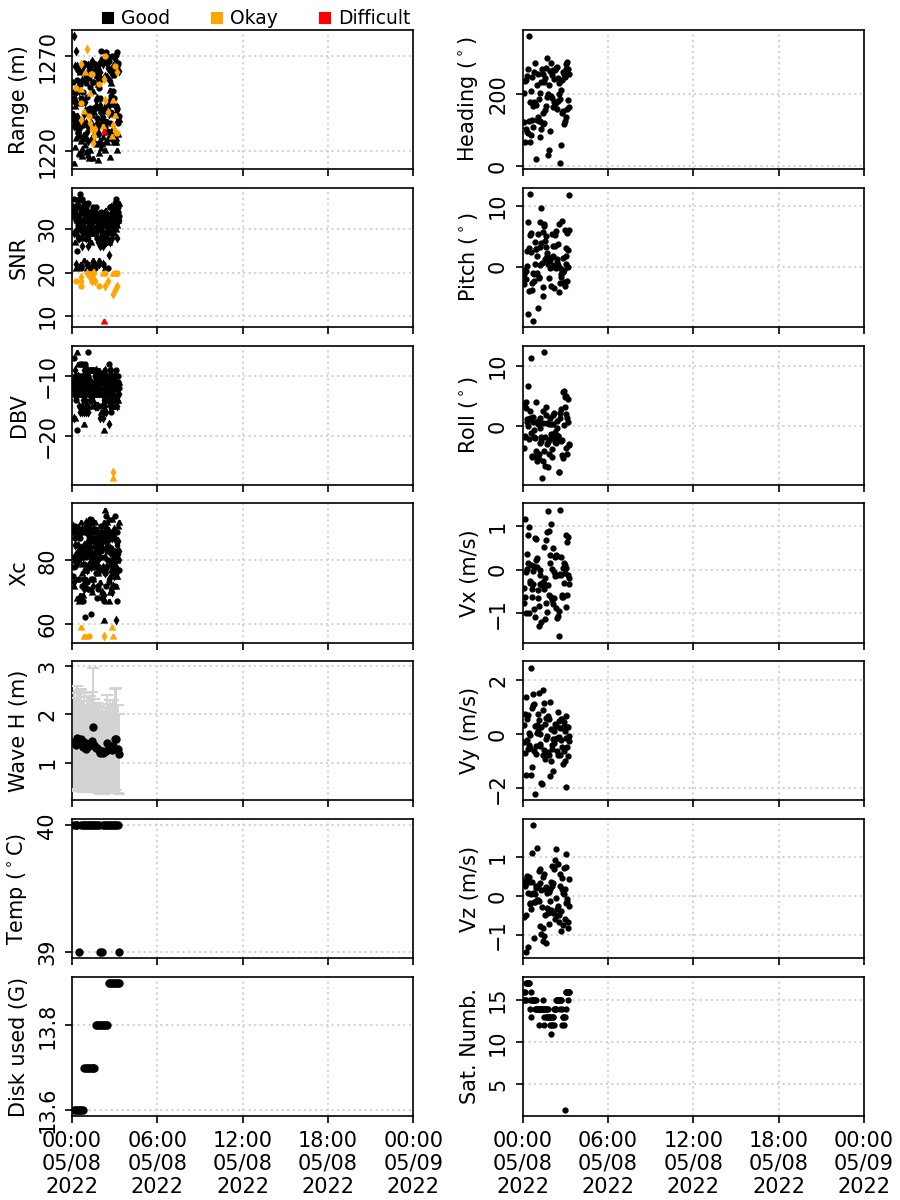 Good Okay Difficult
Range (m)
1270
1220
Heading (°)
200
0
SNR
30
20
10
Pitch (°)
10
0
DBV
−10
−20
Roll (°)
10
0
Xc
80
60
Vx (m/s)
1
0
−1
Wave H (m)
3
2
1
Vy (m/s)
2
0
−2
Temp (°C)
40
39
Vz (m/s)
1
0
−1
Disk used (G)
13.8
13.6
Sat. Numb.
15
10
5
00:00 06:00 12:00 18:00 00:00
05/08 05/08 05/08 05/08 05/09
2022 2022 2022 2022 2022
00:00 06:00 12:00 18:00 00:00
05/08 05/08 05/08 05/08 05/09
2022 2022 2022 2022 2022